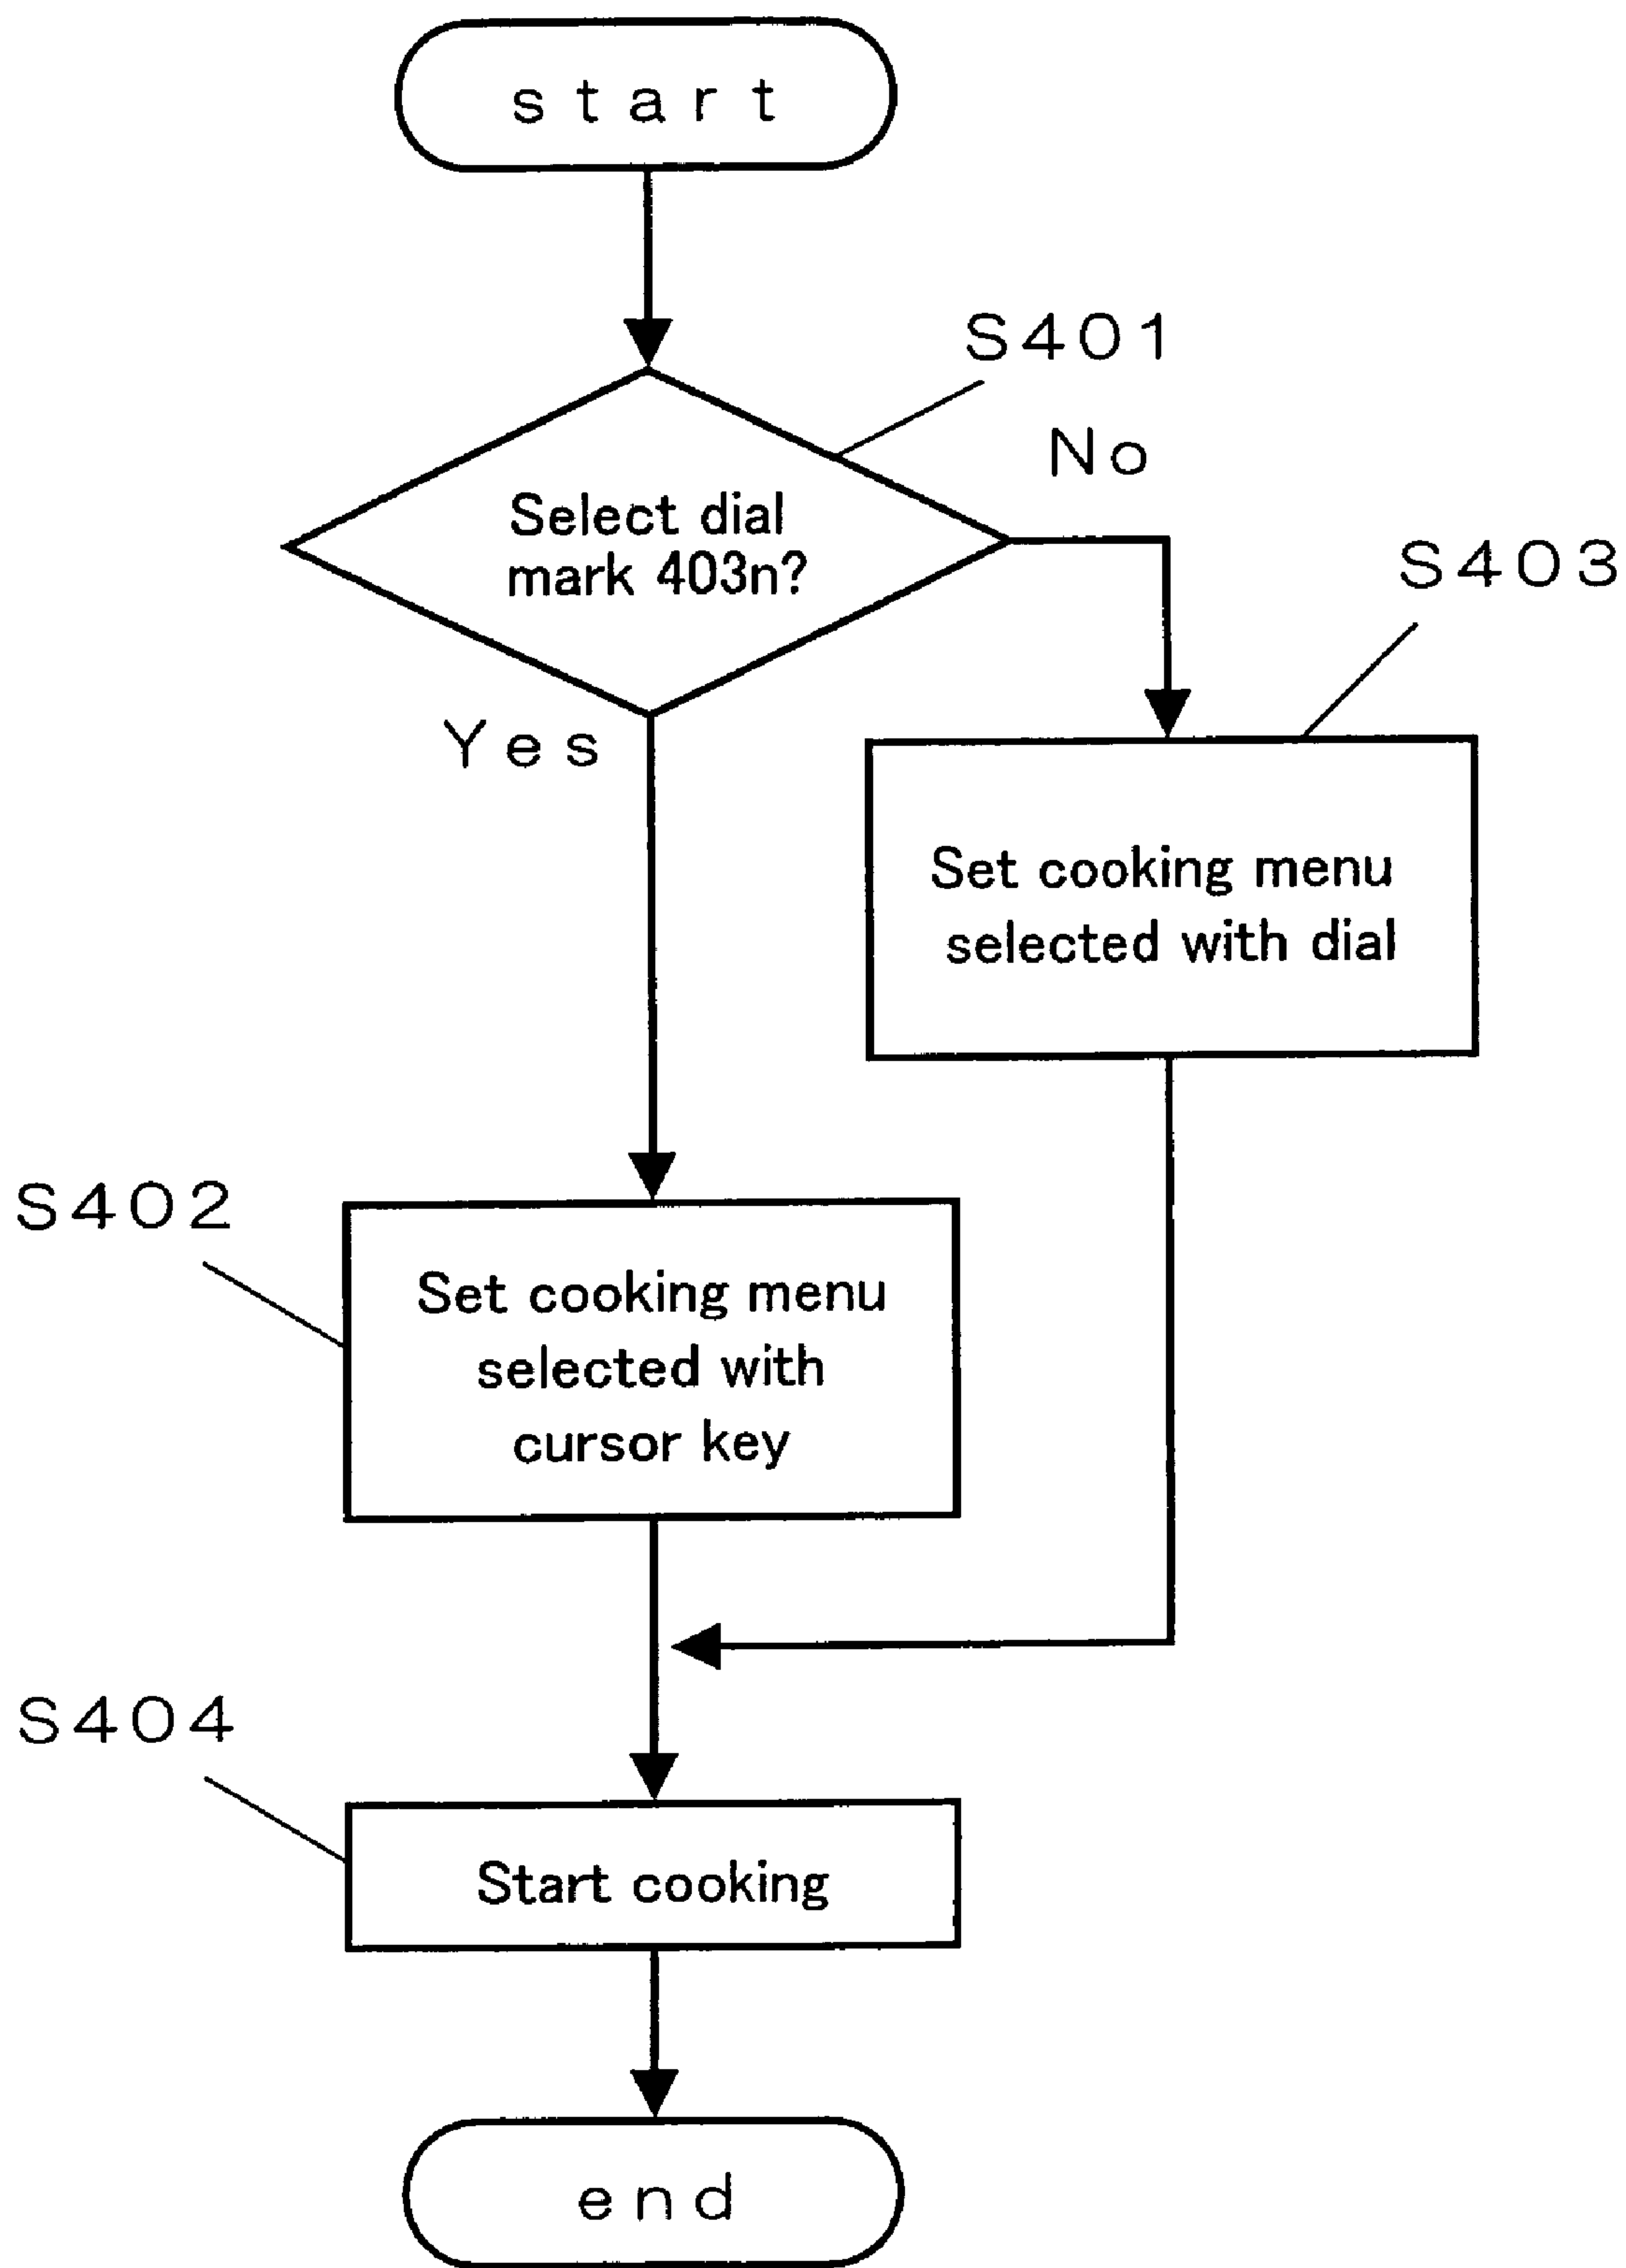 start
S401
No
Select dial
mark 403n?
S403
Yes
Set cooking menu
selected with dial
S402
Set cooking menu
selected with
cursor key
S404
Start cooking
end